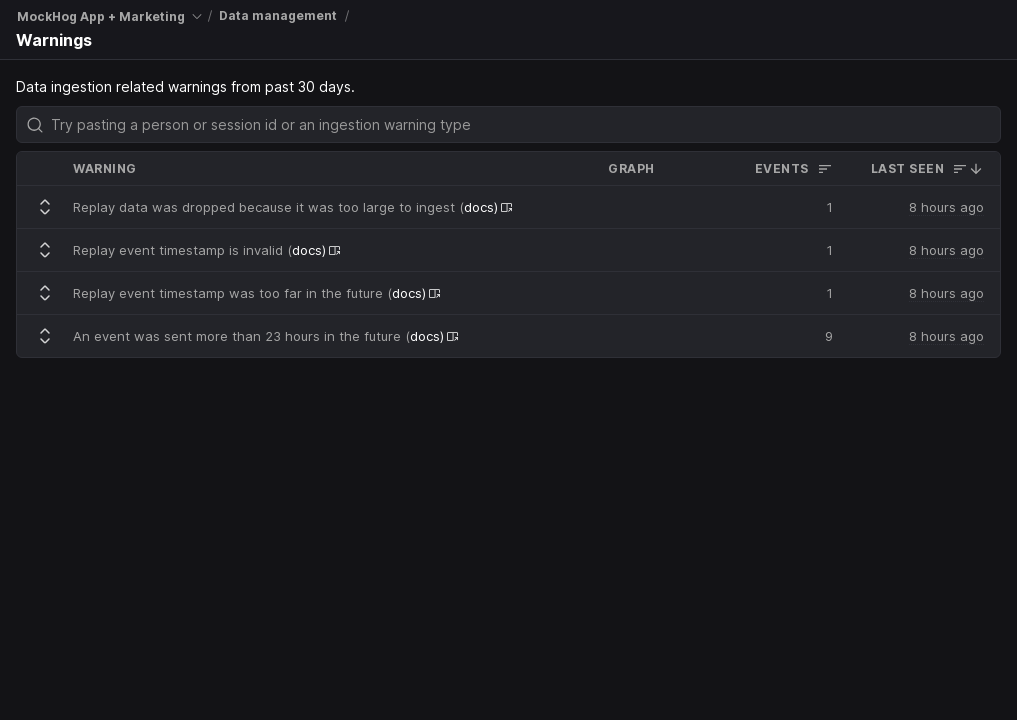 MockHog App + Marketing / Data management /
Warnings
Data ingestion related warnings from past 30 days.
Try pasting a person or session id or an ingestion warning type
WARNING GRAPH EVENTS LAST SEEN
Replay data was dropped because it was too large to ingest (docs) 1 8 hours ago
Replay event timestamp is invalid (docs) 1 8 hours ago
Replay event timestamp was too far in the future (docs) 1 8 hours ago
An event was sent more than 23 hours in the future (docs) 9 8 hours ago